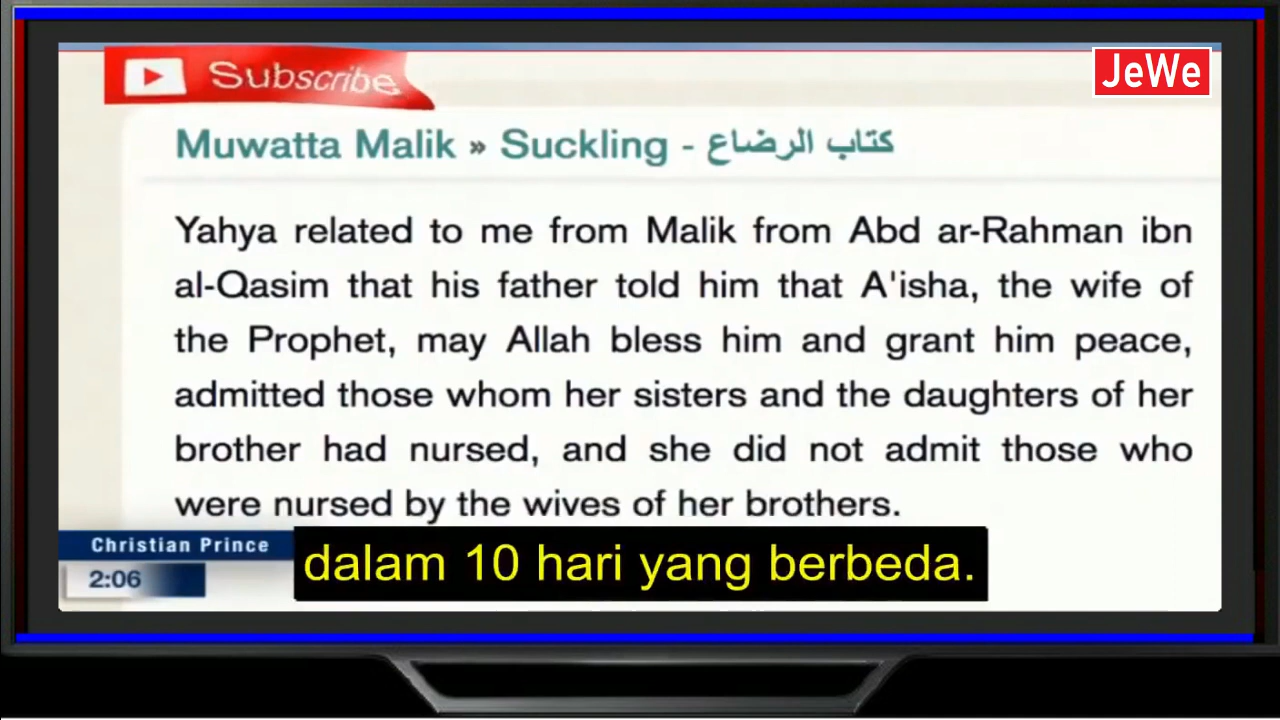 Subscribe
JeWe
Muwatta Malik » Suckling - كتاب الرضاع
Yahya related to me from Malik from Abd ar-Rahman ibn
al-Qasim that his father told him that A'isha, the wife of
the Prophet, may Allah bless him and grant him peace,
admitted those whom her sisters and the daughters of her
brother had nursed, and she did not admit those who
were nursed by the wives of her brothers.
Christian Prince
2:06
dalam 10 hari yang berbeda.